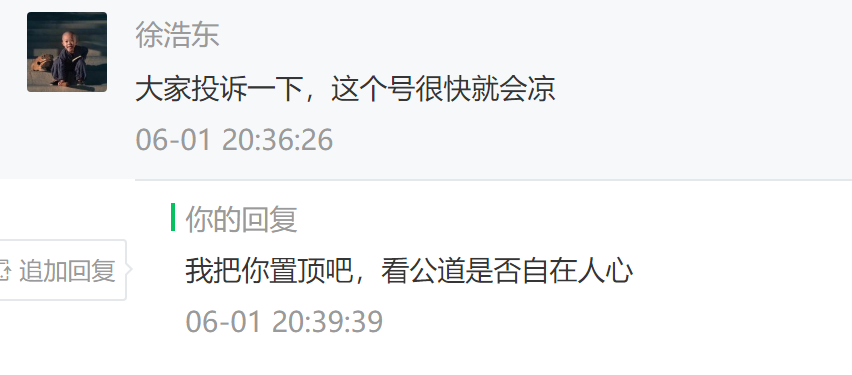 徐浩东
大家投诉一下，这个号很快就会凉
06-01 20:36:26
你的回复
追加回复
我把你置顶吧，看公道是否自在人心
06-01 20:39:39